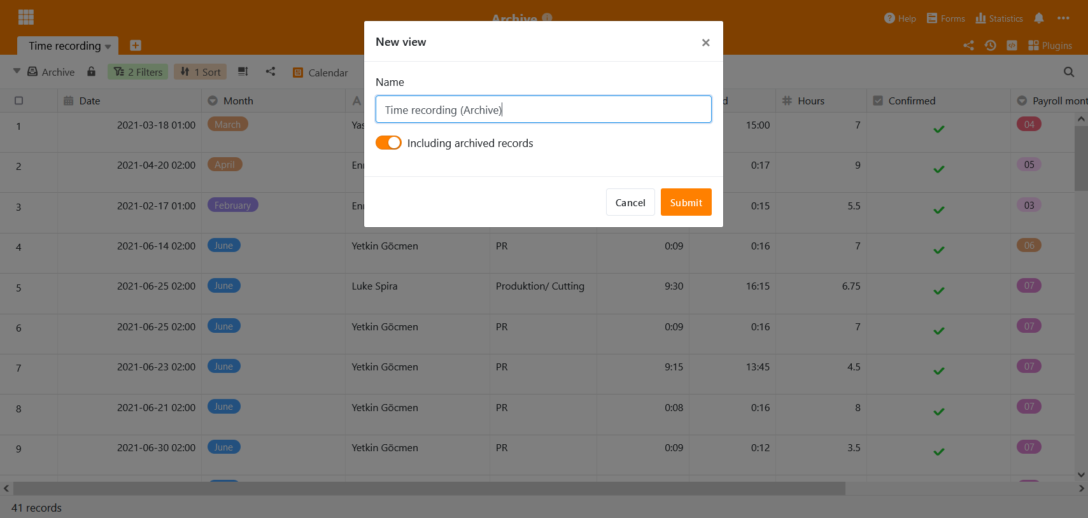 Archive
Help Forms Statistics
Time recording
Plugins
Archive 2 Filters 1 Sort Calendar
New view
Name
Time recording (Archive)
Including archived records
Cancel Submit
Date Month A Hours Confirmed Payroll mont
1 2021-03-18 01:00 March 15:00 7 04
2 2021-04-20 02:00 April 0:17 9 05
3 2021-02-17 01:00 February 0:15 5.5 03
4 2021-06-14 02:00 June Yetkin Göcmen PR 0:09 0:16 7 06
5 2021-06-25 02:00 June Luke Spira Produktion/ Cutting 9:30 16:15 6.75 07
6 2021-06-25 02:00 June Yetkin Göcmen PR 0:09 0:16 7 07
7 2021-06-23 02:00 June Yetkin Göcmen PR 9:15 13:45 4.5 07
8 2021-06-21 02:00 June Yetkin Göcmen PR 0:08 0:16 8 07
9 2021-06-30 02:00 June Yetkin Göcmen PR 0:09 0:12 3.5 07
41 records